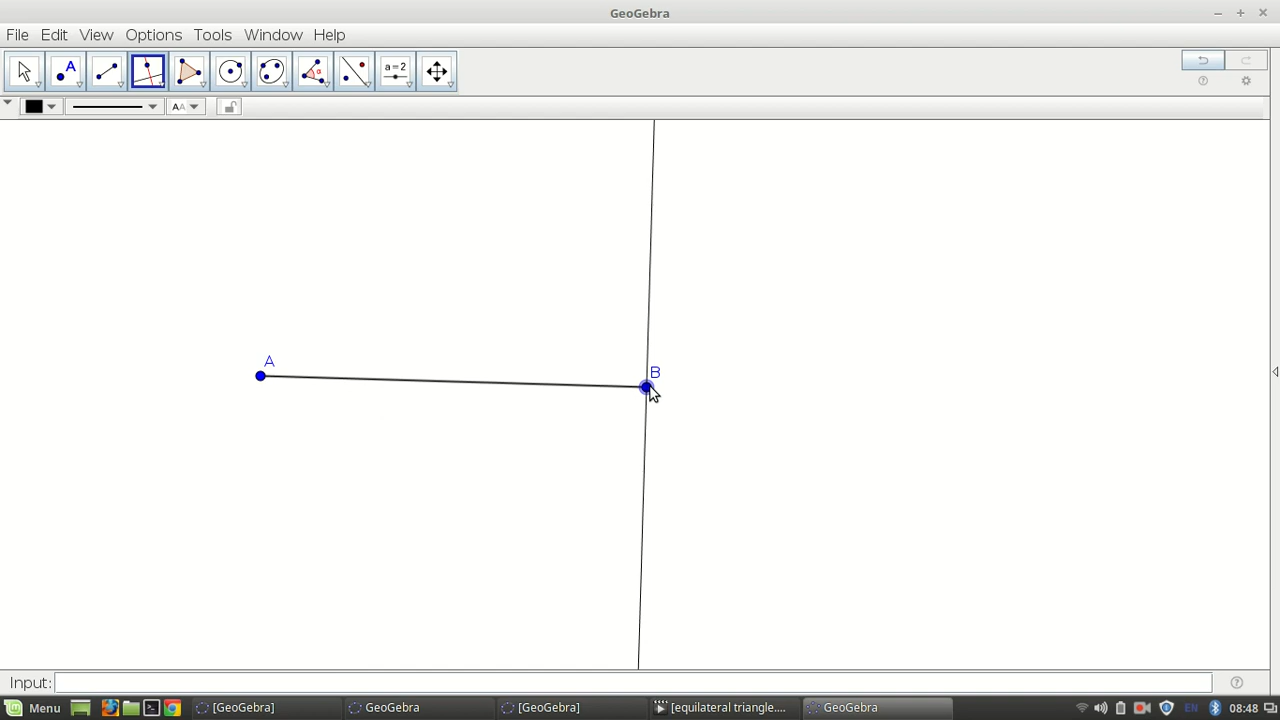 GeoGebra
File Edit View Options Tools Window Help
A α a=2
AA
A
B
Input:
Menu [GeoGebra] GeoGebra [GeoGebra] [equilateral triangle.... GeoGebra EN 08:48